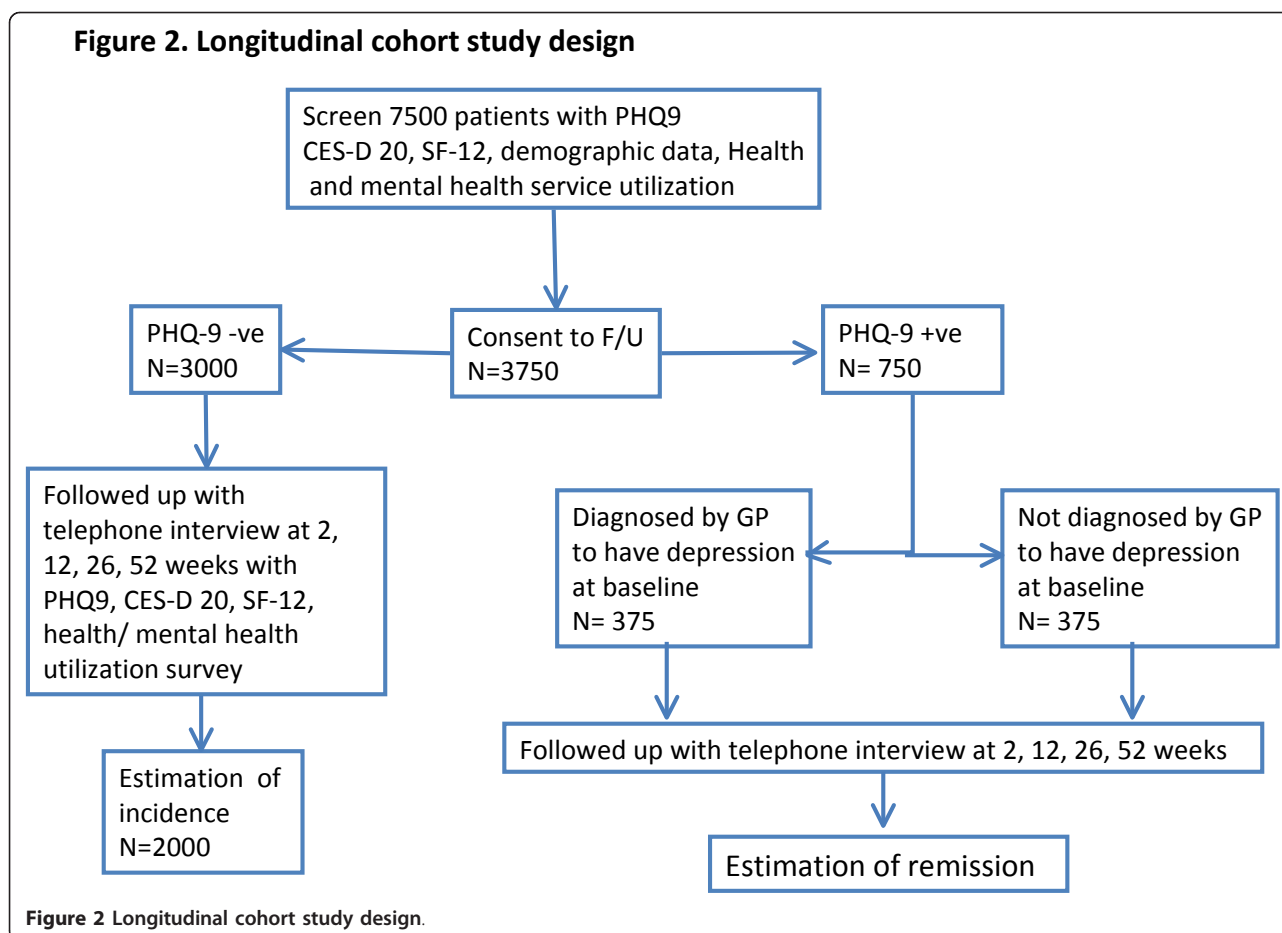 Figure 2. Longitudinal cohort study design
Screen 7500 patients with PHQ9
CES-D 20, SF-12, demographic data, Health
and mental health service utilization
PHQ-9 -ve
N=3000
Consent to F/U
N=3750
PHQ-9 +ve
N= 750
Followed up with
telephone interview at 2,
12, 26, 52 weeks with
PHQ9, CES-D 20, SF-12,
health/ mental health
utilization survey
Diagnosed by GP
to have depression
at baseline
N= 375
Not diagnosed by GP
to have depression
at baseline
N= 375
Followed up with telephone interview at 2, 12, 26, 52 weeks
Estimation of
incidence
N=2000
Estimation of remission
Figure 2 Longitudinal cohort study design.